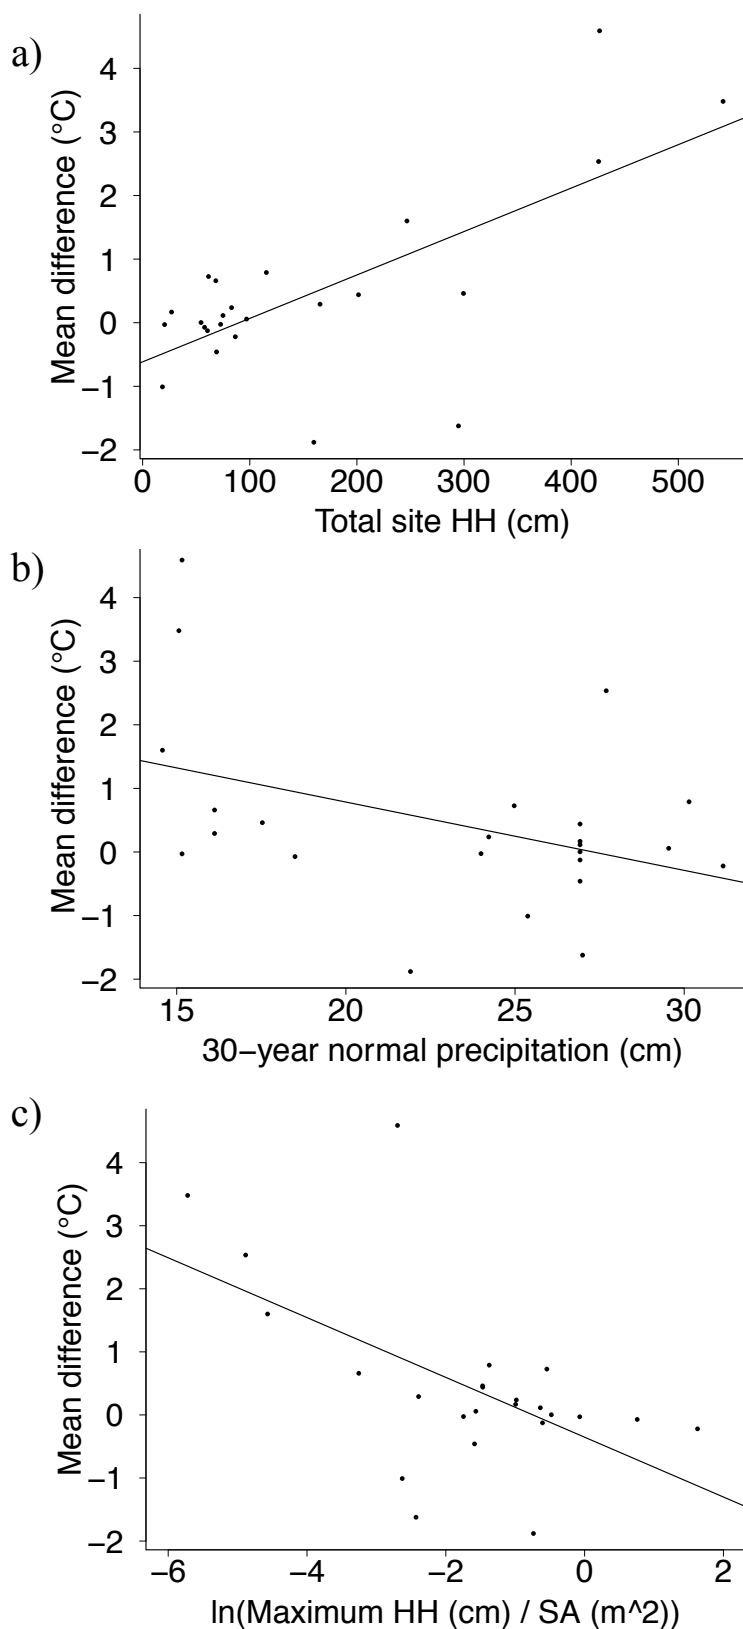 a)
Mean difference (°C)
4
3
2
1
0
−1
−2
0 100 200 300 400 500
Total site HH (cm)
b)
Mean difference (°C)
4
3
2
1
0
−1
−2
15 20 25 30
30−year normal precipitation (cm)
c)
Mean difference (°C)
4
3
2
1
0
−1
−2
−6 −4 −2 0 2
ln(Maximum HH (cm) / SA (m^2))